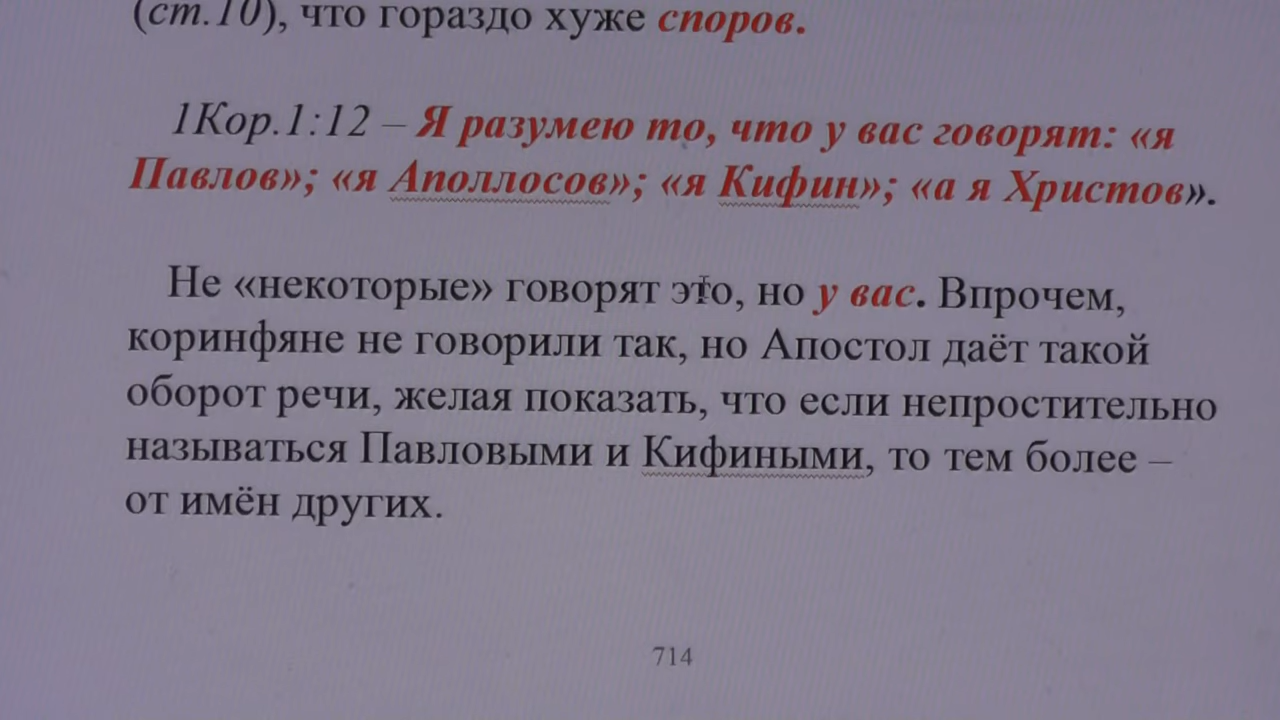 (ст.10), что гораздо хуже споров.
1Кор.1:12 – Я разумею то, что у вас говорят: «я
Павлов»; «я Аполлосов»; «я Кифин»; «а я Христов».
Не «некоторые» говорят это, но у вас. Впрочем,
коринфяне не говорили так, но Апостол даёт такой
оборот речи, желая показать, что если непростительно
называться Павловыми и Кифиными, то тем более –
от имён других.
714